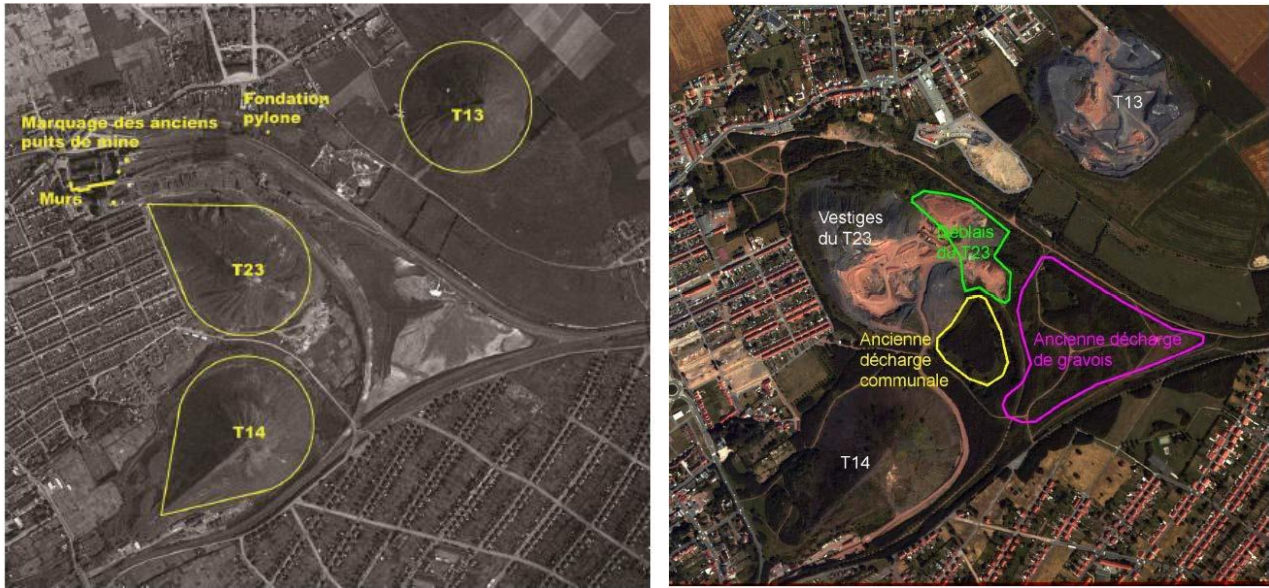 Fondation
pylone
T13
Marquage des anciens
puits de mine
Murs
T23
T14
T13
Vestiges
du T23
Déblais
du T23
Ancienne
décharge
communale
Ancienne décharge
de gravois
T14